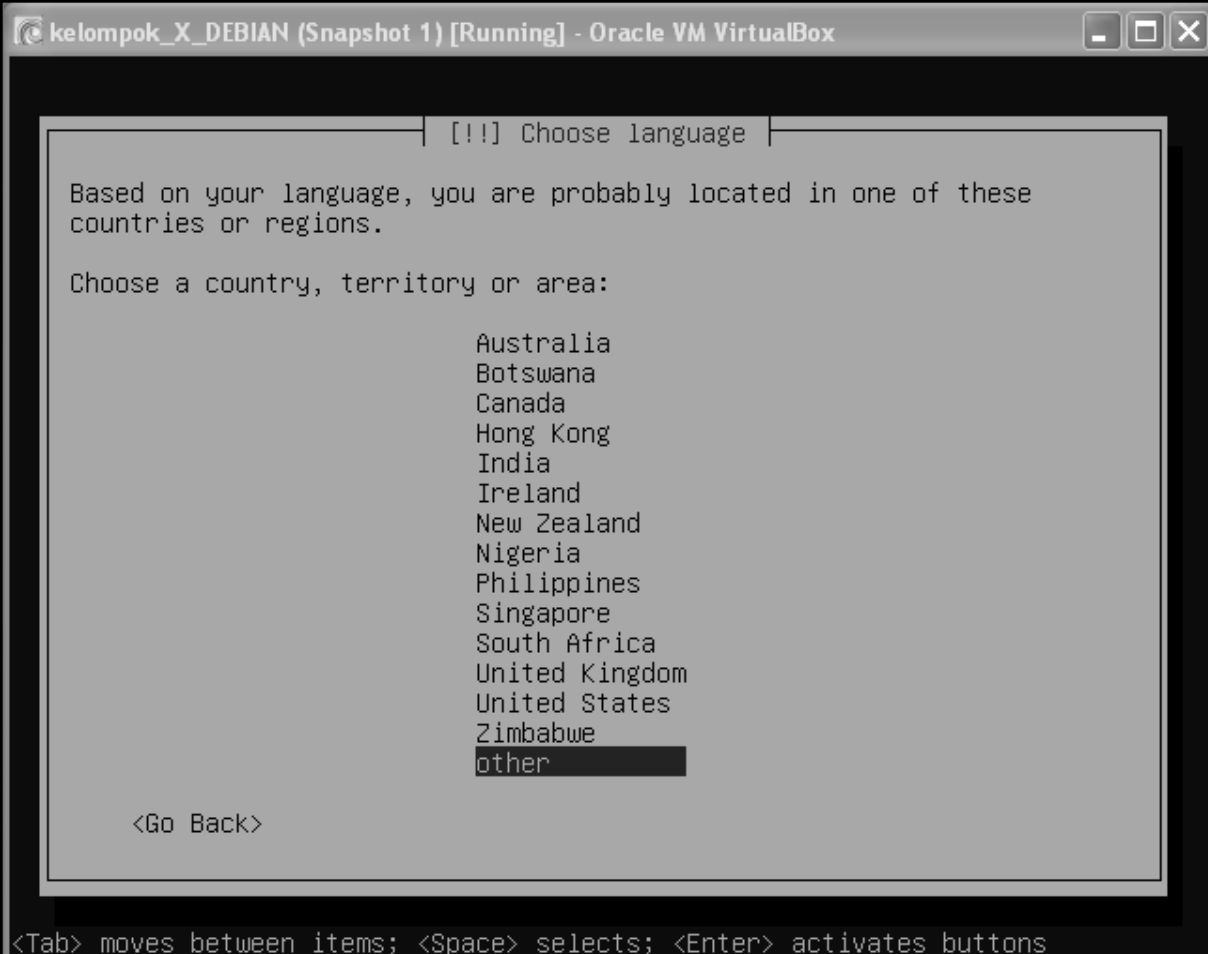 kelompok_X_DEBIAN (Snapshot 1) [Running] - Oracle VM VirtualBox
[!!] Choose language
Based on your language, you are probably located in one of these
countries or regions.
Choose a country, territory or area:
Australia
Botswana
Canada
Hong Kong
India
Ireland
New Zealand
Nigeria
Philippines
Singapore
South Africa
United Kingdom
United States
Zimbabwe
other
<Go Back>
<Tab> moves between items; <Space> selects; <Enter> activates buttons